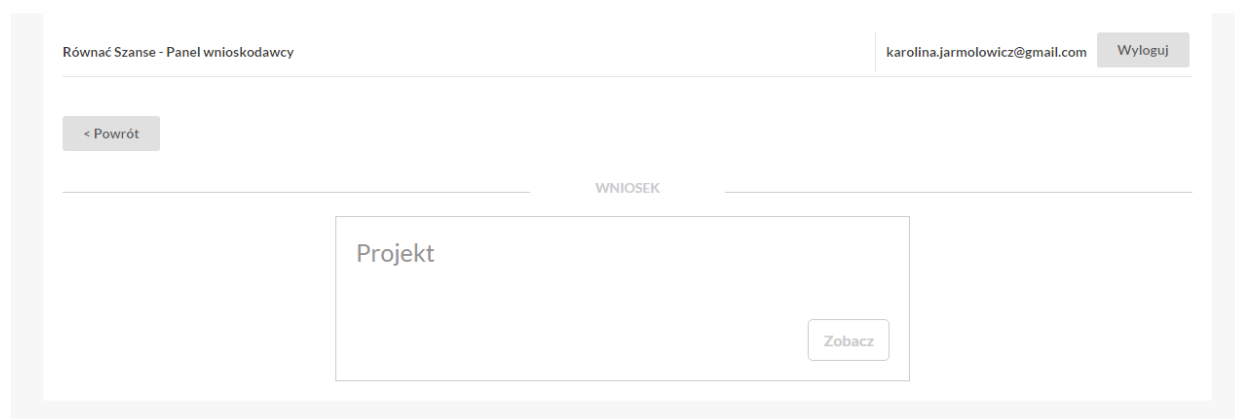 Równać Szanse - Panel wnioskodawcy
karolina.jarmolowicz@gmail.com
Wyloguj
< Powrót
WNIOSEK
Projekt
Zobacz